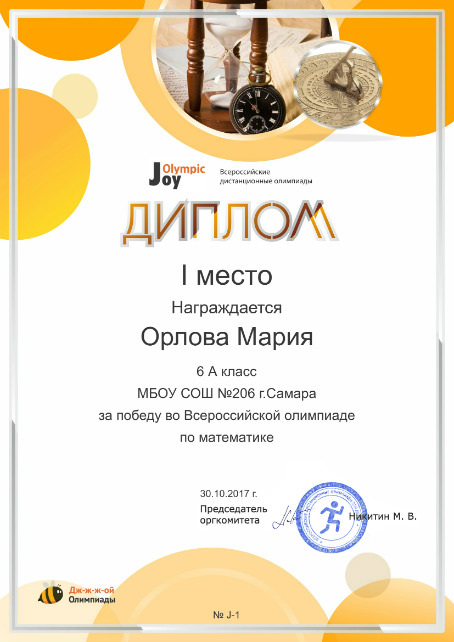 Olympic
Joy
Всероссийские
дистанционные олимпиады
ДИПЛОМ
I место
Награждается
Орлова Мария
6 А класс
МБОУ СОШ №206 г.Самара
за победу во Всероссийской олимпиаде
по математике
30.10.2017 г.
Председатель
оргкомитета
Никитин М. В.
Дж-ж-ж-ой
Олимпиады
№ J-1